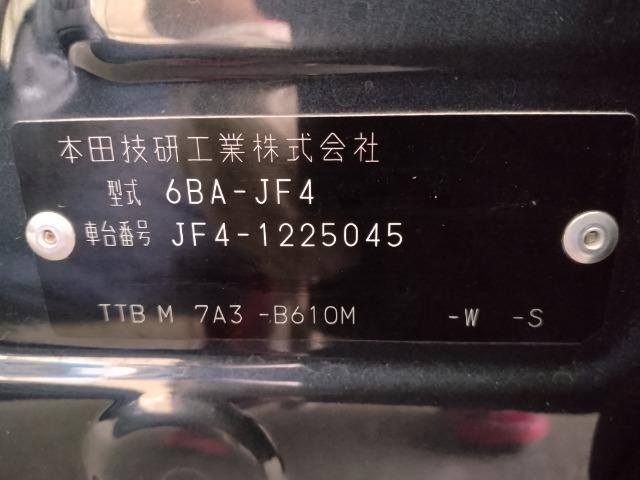 本田技研工業株式会社
型式 6BA-JF4
車台番号 JF4-1225045
TTB M 7A3 -B610M -W -S